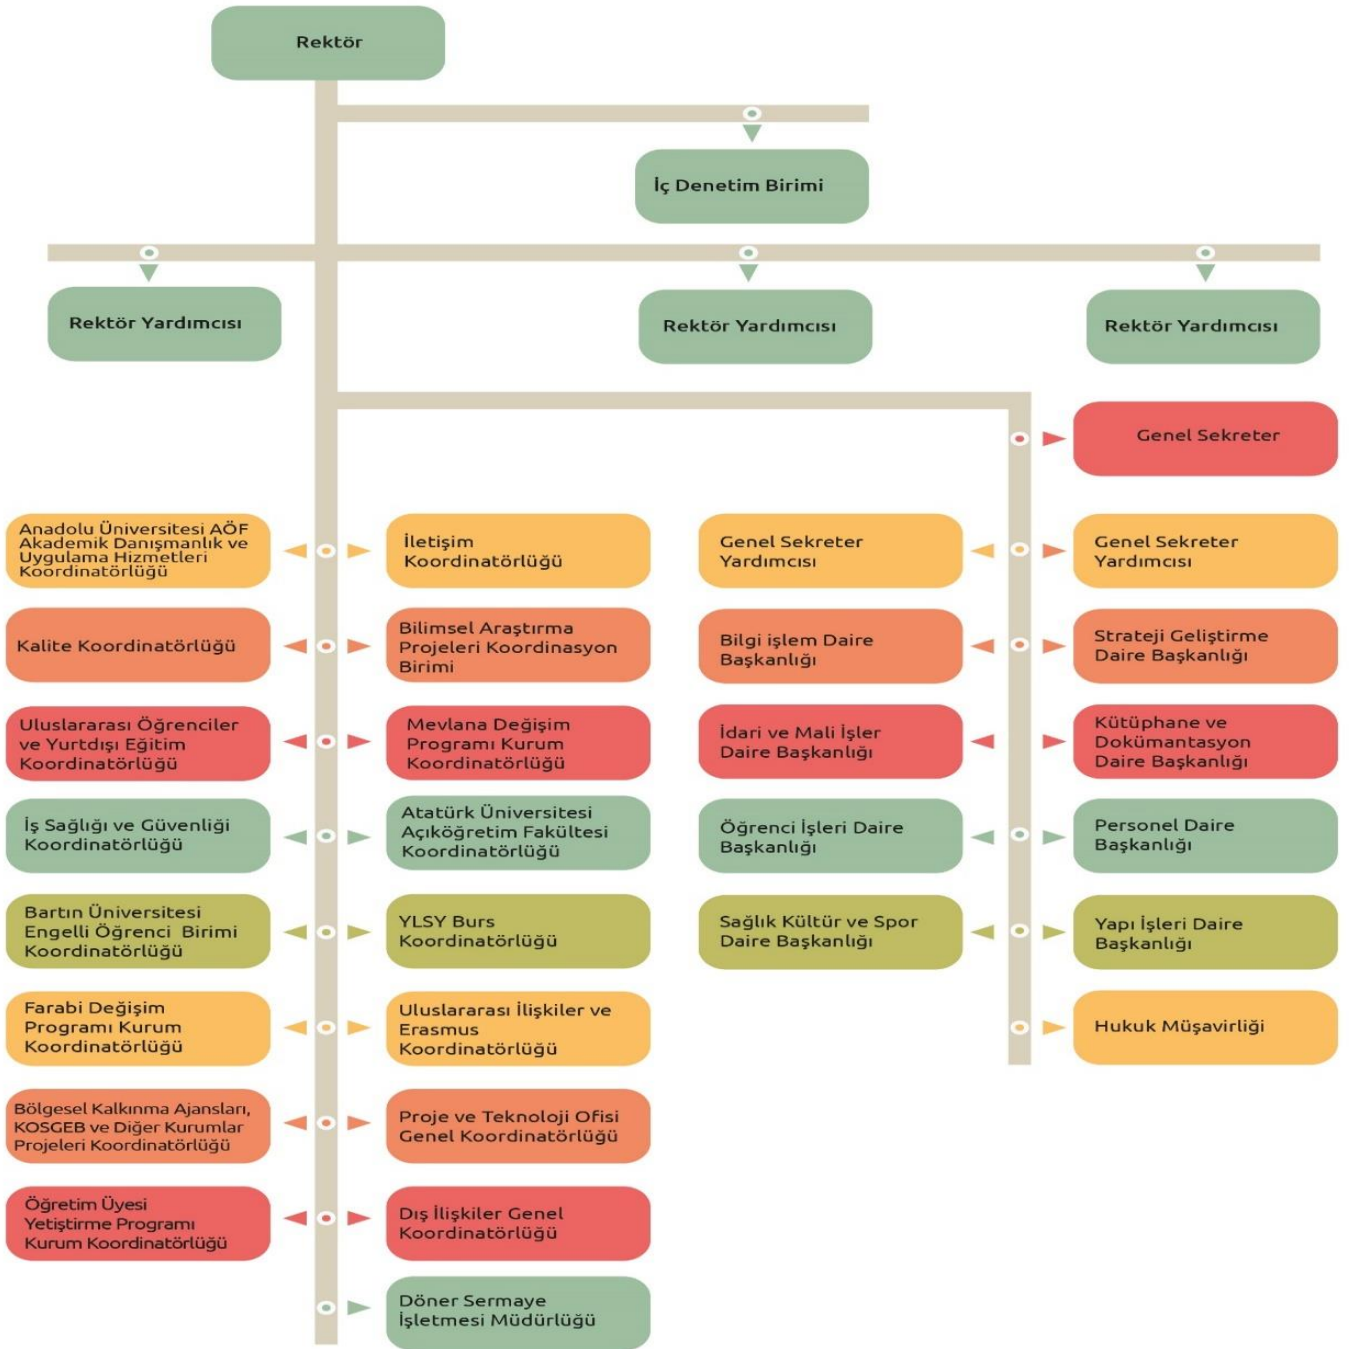 Rektör
İç Denetim Birimi
Rektör Yardımcısı
Rektör Yardımcısı
Rektör Yardımcısı
Genel Sekreter
Anadolu Üniversitesi AÖF
Akademik Danışmanlık ve
Uygulama Hizmetleri
Koordinatörlüğü
İletişim
Koordinatörlüğü
Genel Sekreter
Yardımcısı
Genel Sekreter
Yardımcısı
Kalite Koordinatörlüğü
Bilimsel Araştırma
Projeleri Koordinasyon
Birimi
Bilgi işlem Daire
Başkanlığı
Strateji Geliştirme
Daire Başkanlığı
Uluslararası Öğrenciler
ve Yurtdışı Eğitim
Koordinatörlüğü
Mevlana Değişim
Programı Kurum
Koordinatörlüğü
İdari ve Mali İşler
Daire Başkanlığı
Kütüphane ve
Dokümantasyon
Daire Başkanlığı
İş Sağlığı ve Güvenliği
Koordinatörlüğü
Atatürk Üniversitesi
Açıköğretim Fakültesi
Koordinatörlüğü
Öğrenci İşleri Daire
Başkanlığı
Personel Daire
Başkanlığı
Bartın Üniversitesi
Engelli Öğrenci Birimi
Koordinatörlüğü
YLSY Burs
Koordinatörlüğü
Sağlık Kültür ve Spor
Daire Başkanlığı
Yapı İşleri Daire
Başkanlığı
Farabi Değişim
Programı Kurum
Koordinatörlüğü
Uluslararası İlişkiler ve
Erasmus
Koordinatörlüğü
Hukuk Müşavirliği
Bölgesel Kalkınma Ajansları,
KOSGEB ve Diğer Kurumlar
Projeleri Koordinatörlüğü
Proje ve Teknoloji Ofisi
Genel Koordinatörlüğü
Öğretim Üyesi
Yetiştirme Programı
Kurum Koordinatörlüğü
Dış İlişkiler Genel
Koordinatörlüğü
Döner Sermaye
İşletmesi Müdürlüğü